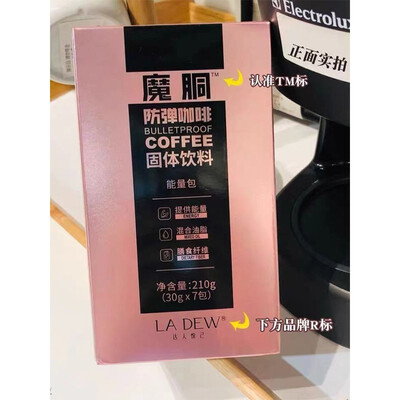 Electrolux
正面实拍
魔胴™
认准TM标
防弹咖啡
BULLETPROOF
COFFEE
固体饮料
能量包
提供能量
ENERGY
混合油脂
膳食纤维
DIETARY FIBER
净含量:210g
(30g x 7包)
LA DEW®
下方品牌R标